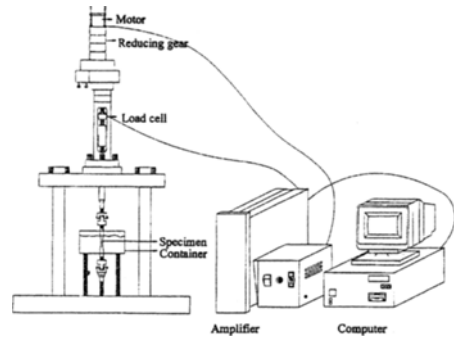 Motor
Reducing gear
Load cell
Specimen
Container
Amplifier
Computer